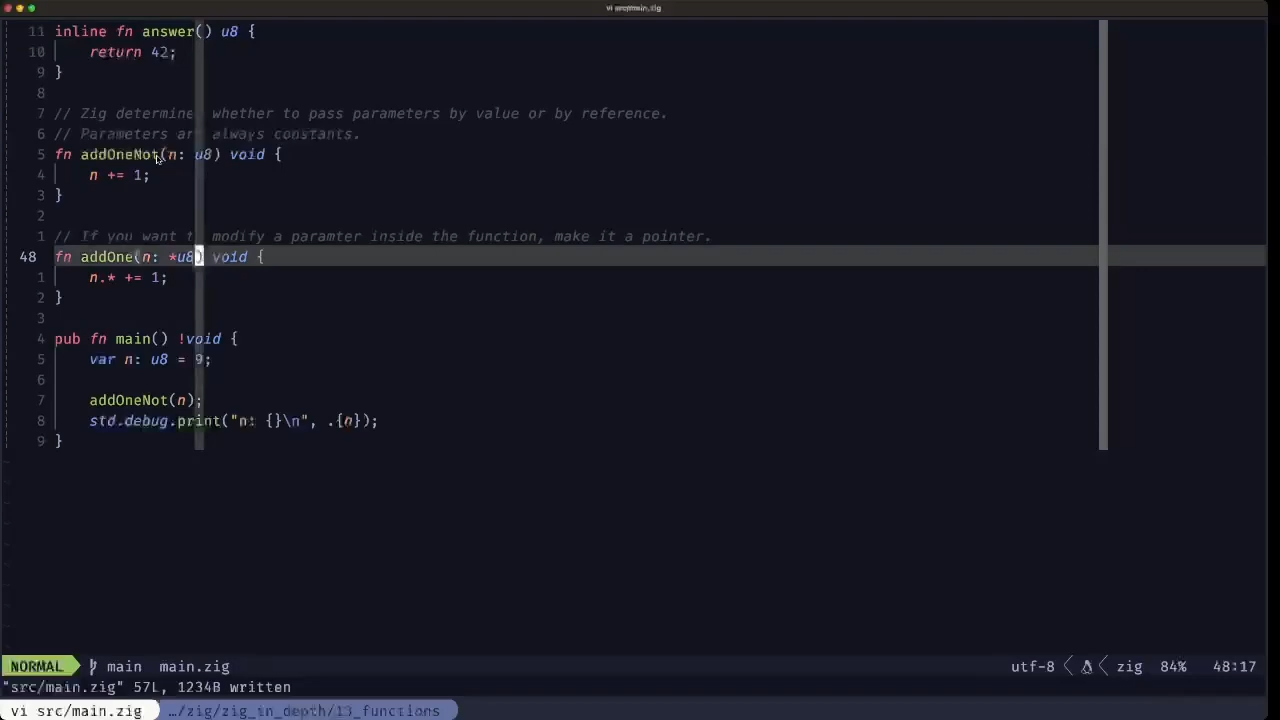 vi src/main.zig
11 inline fn answer() u8 {
10 return 42;
9 }
8
7 // Zig determines whether to pass parameters by value or by reference.
6 // Parameters are always constants.
5 fn addOneNot(n: u8) void {
4 n += 1;
3 }
2
1 // If you want to modify a paramter inside the function, make it a pointer.
48 fn addOne(n: *u8) void {
1 n.* += 1;
2 }
3
4 pub fn main() !void {
5 var n: u8 = 9;
6
7 addOneNot(n);
8 std.debug.print("n: {}\n", .{n});
9 }
NORMAL main main.zig utf-8 zig 84% 48:17
"src/main.zig" 57L, 1234B written
vi src/main.zig …/zig/zig_in_depth/13_functions